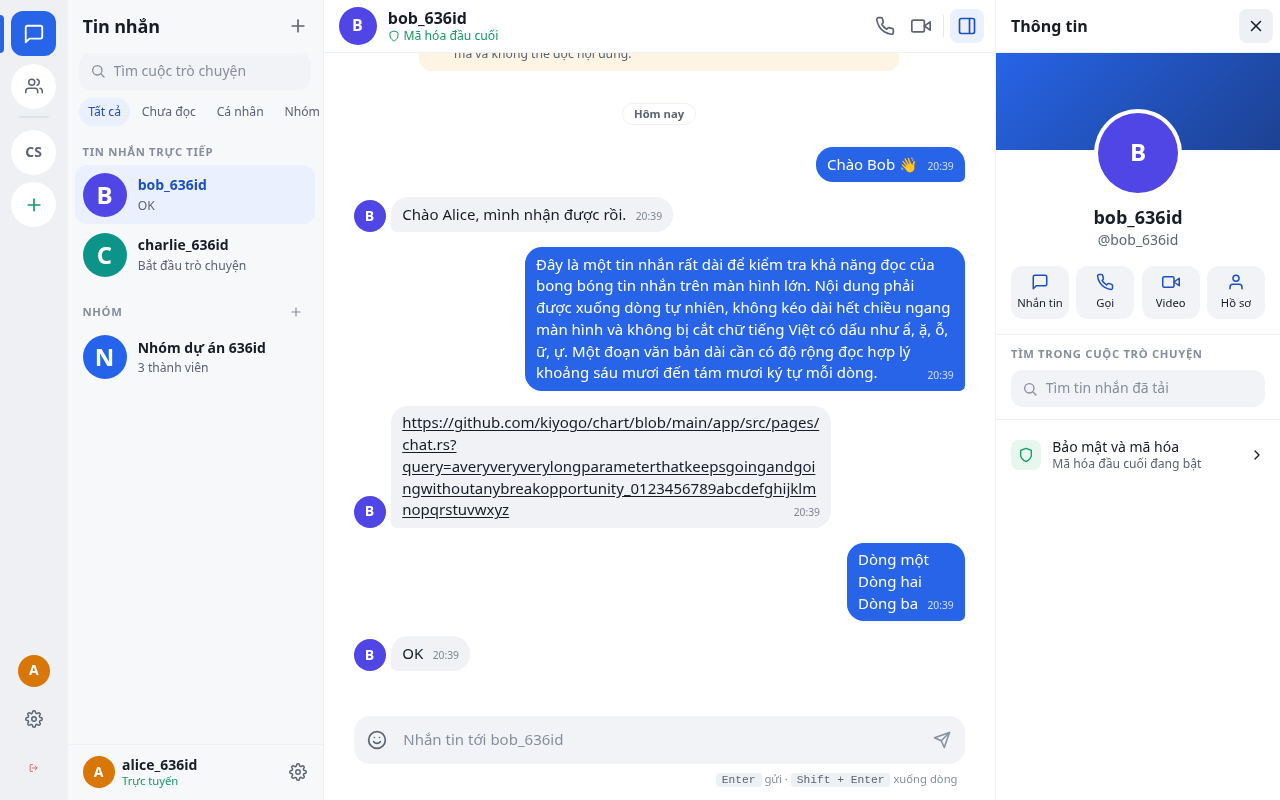 CS
A
Tin nhắn
Tìm cuộc trò chuyện
Tất cả
Chưa đọc
Cá nhân
Nhóm
TIN NHẮN TRỰC TIẾP
B
bob_636id
OK
C
charlie_636id
Bắt đầu trò chuyện
NHÓM
N
Nhóm dự án 636id
3 thành viên
A
alice_636id
Trực tuyến
B
bob_636id
Mã hóa đầu cuối
mã và không thể đọc nội dung.
Hôm nay
Chào Bob 👋 20:39
B
Chào Alice, mình nhận được rồi. 20:39
Đây là một tin nhắn rất dài để kiểm tra khả năng đọc của
bong bóng tin nhắn trên màn hình lớn. Nội dung phải
được xuống dòng tự nhiên, không kéo dài hết chiều ngang
màn hình và không bị cắt chữ tiếng Việt có dấu như ẩ, ặ, ỗ,
ữ, ự. Một đoạn văn bản dài cần có độ rộng đọc hợp lý
khoảng sáu mươi đến tám mươi ký tự mỗi dòng. 20:39
https://github.com/kiyogo/chart/blob/main/app/src/pages/
chat.rs?
query=averyveryverylongparameterthatkeepsgoingandgoi
ngwithoutanybreakopportunity_0123456789abcdefghijklm
nopqrstuvwxyz 20:39
B
Dòng một
Dòng hai
Dòng ba 20:39
B
OK 20:39
Nhắn tin tới bob_636id
Enter gửi · Shift + Enter xuống dòng
Thông tin
B
bob_636id
@bob_636id
Nhắn tin
Gọi
Video
Hồ sơ
TÌM TRONG CUỘC TRÒ CHUYỆN
Tìm tin nhắn đã tải
Bảo mật và mã hóa
Mã hóa đầu cuối đang bật